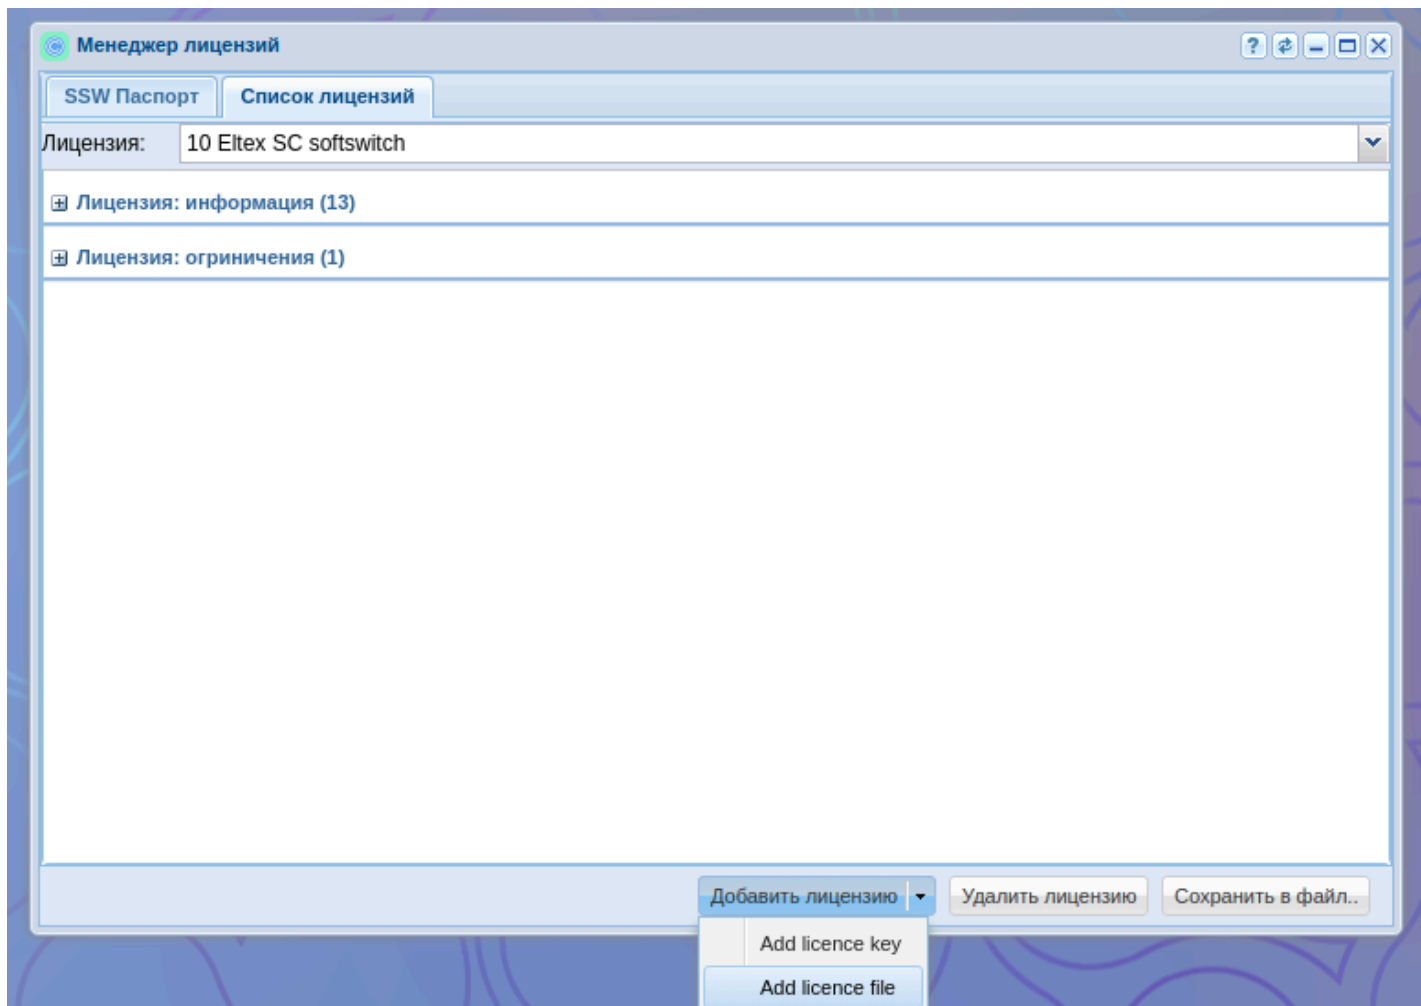 Менеджер лицензий
SSW Паспорт Список лицензий
Лицензия: 10 Eltex SC softswitch
Лицензия: информация (13)
Лицензия: огриничения (1)
Добавить лицензию Удалить лицензию Сохранить в файл..
Add licence key
Add licence file